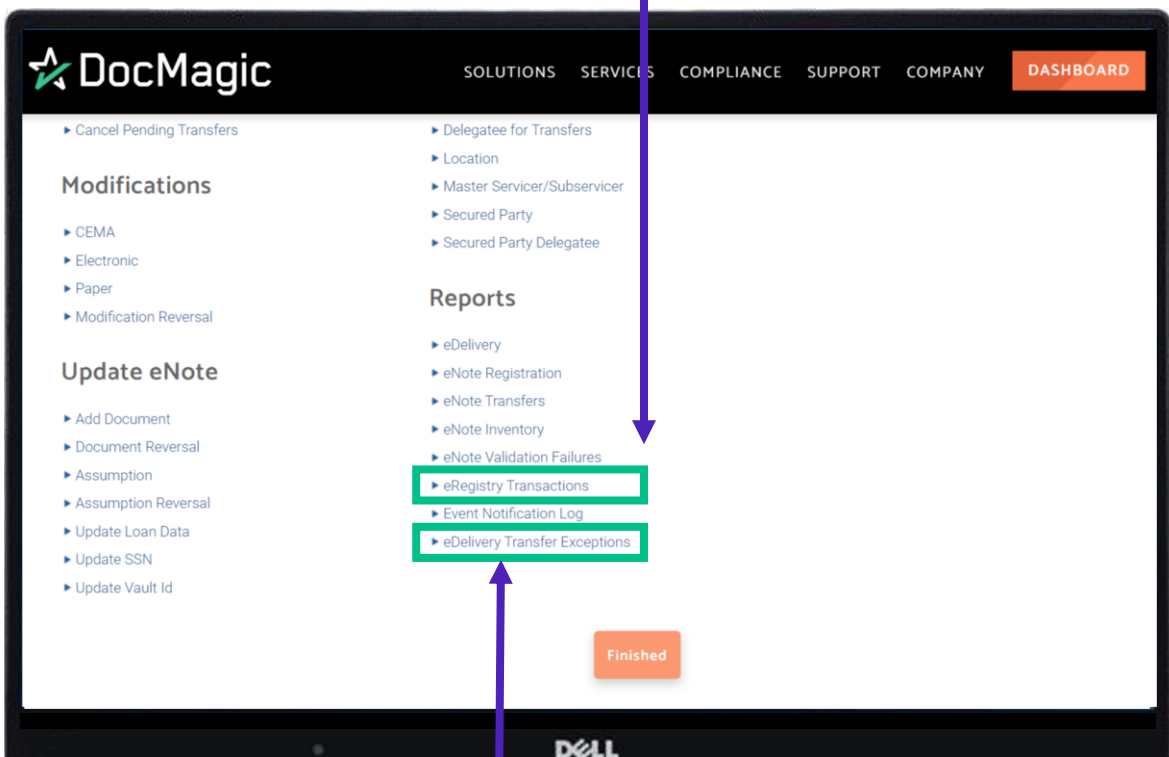 DocMagic
SOLUTIONS SERVICES COMPLIANCE SUPPORT COMPANY DASHBOARD
Cancel Pending Transfers
Modifications
CEMA
Electronic
Paper
Modification Reversal
Update eNote
Add Document
Document Reversal
Assumption
Assumption Reversal
Update Loan Data
Update SSN
Update Vault Id
Delegatee for Transfers
Location
Master Servicer/Subservicer
Secured Party
Secured Party Delegatee
Reports
eDelivery
eNote Registration
eNote Transfers
eNote Inventory
eNote Validation Failures
eRegistry Transactions
Event Notification Log
eDelivery Transfer Exceptions
Finished
DELL